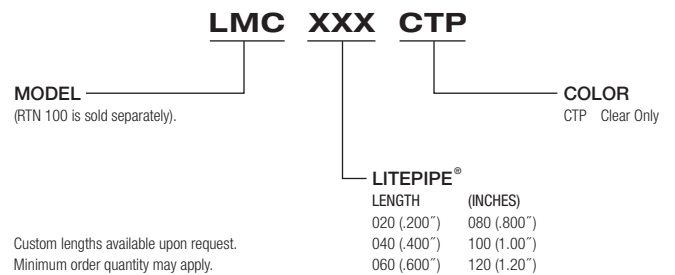 LMC XXX CTP
MODEL
(RTN 100 is sold separately).
COLOR
CTP Clear Only
LITEPIPE®
LENGTH (INCHES)
020 (.200˝) 080 (.800˝)
040 (.400˝) 100 (1.00˝)
060 (.600˝) 120 (1.20˝)
Custom lengths available upon request.
Minimum order quantity may apply.